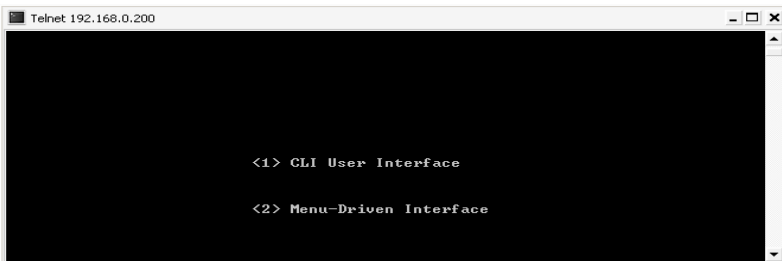 Telnet 192.168.0.200
<1> CLI User Interface
<2> Menu-Driven Interface